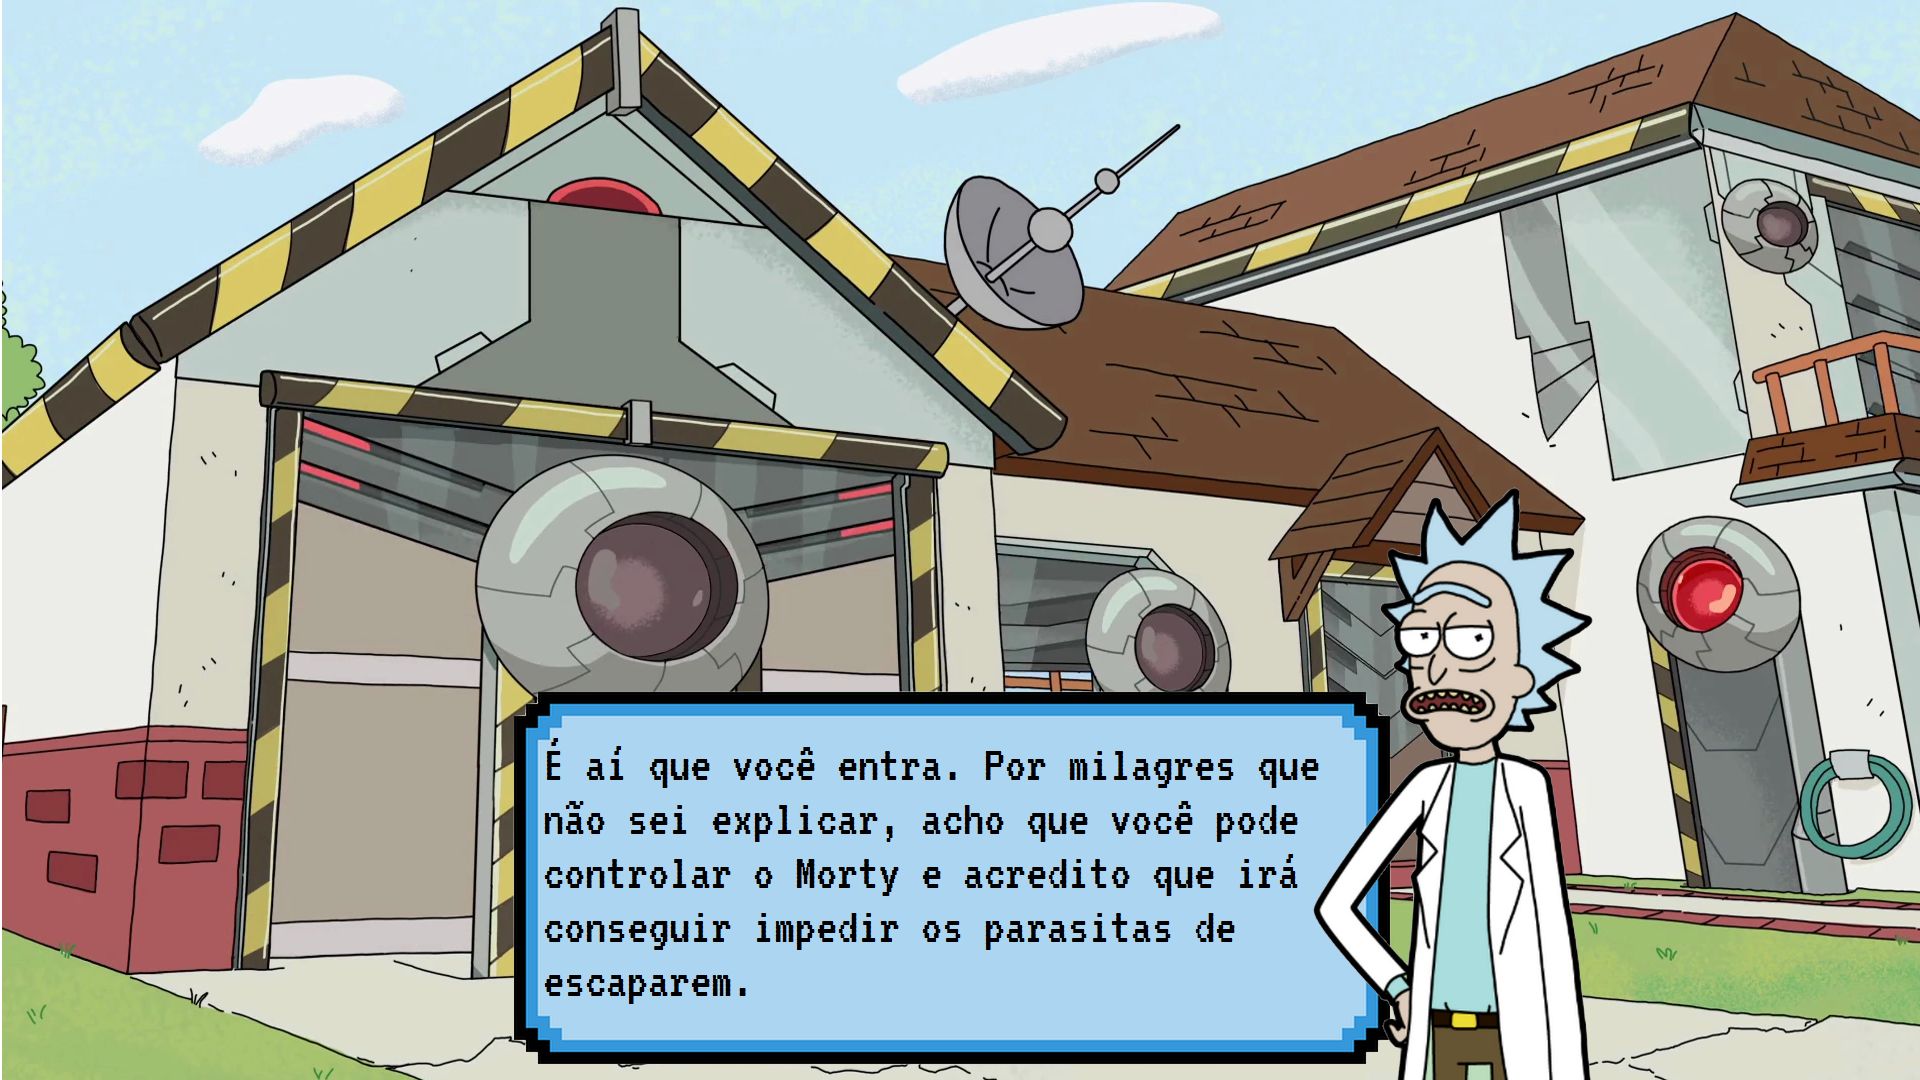 É aí que você entra. Por milagres que
não sei explicar, acho que você pode
controlar o Morty e acredito que irá
conseguir impedir os parasitas de
escaparem.